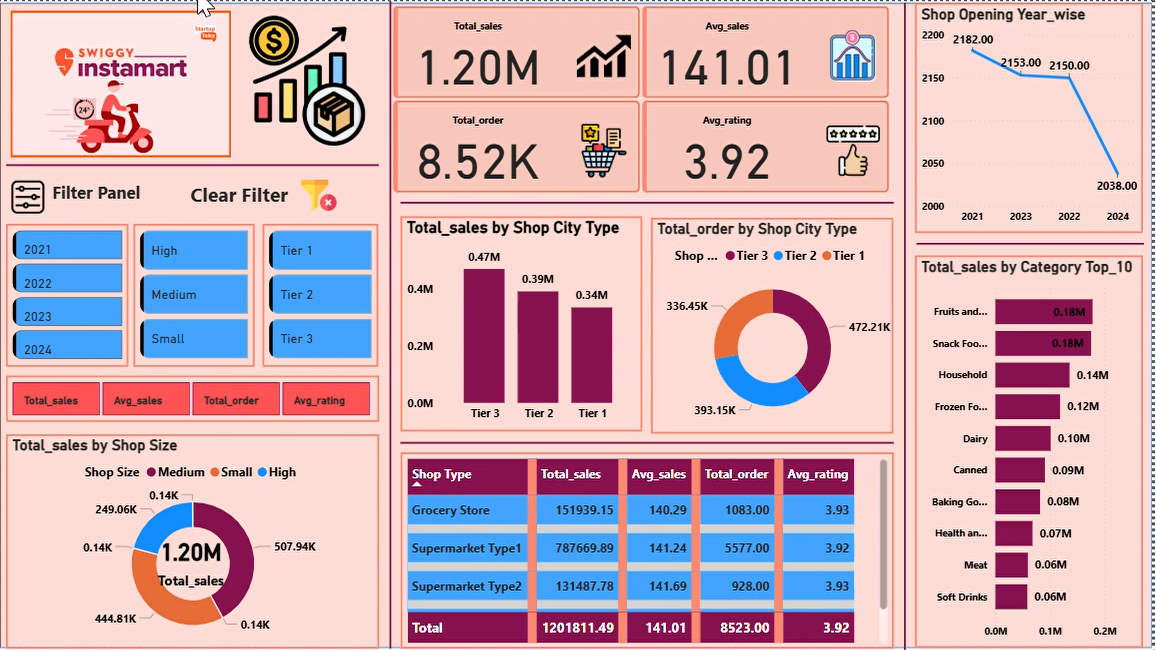 Startup
Talky
SWIGGY
instamart
24
Total_sales
1.20M
Avg_sales
141.01
Total_order
8.52K
Avg_rating
3.92
Shop Opening Year_wise
2200
2150
2100
2050
2000
2182.00
2153.00
2150.00
2038.00
2021
2023
2022
2024
Filter Panel
Clear Filter
2021
2022
2023
2024
High
Medium
Small
Tier 1
Tier 2
Tier 3
Total_sales
Avg_sales
Total_order
Avg_rating
Total_sales by Shop Size
Shop Size Medium Small High
0.14K
249.06K
0.14K
507.94K
444.81K
0.14K
1.20M
Total_sales
Total_sales by Shop City Type
0.4M
0.2M
0.0M
0.47M
0.39M
0.34M
Tier 3
Tier 2
Tier 1
Total_order by Shop City Type
Shop ... Tier 3 Tier 2 Tier 1
336.45K
472.21K
393.15K
Shop Type Total_sales Avg_sales Total_order Avg_rating
Grocery Store 151939.15 140.29 1083.00 3.93
Supermarket Type1 787669.89 141.24 5577.00 3.92
Supermarket Type2 131487.78 141.69 928.00 3.93
Total 1201811.49 141.01 8523.00 3.92
Total_sales by Category Top_10
Fruits and... 0.18M
Snack Foo... 0.18M
Household 0.14M
Frozen Fo... 0.12M
Dairy 0.10M
Canned 0.09M
Baking Go... 0.08M
Health an... 0.07M
Meat 0.06M
Soft Drinks 0.06M
0.0M 0.1M 0.2M